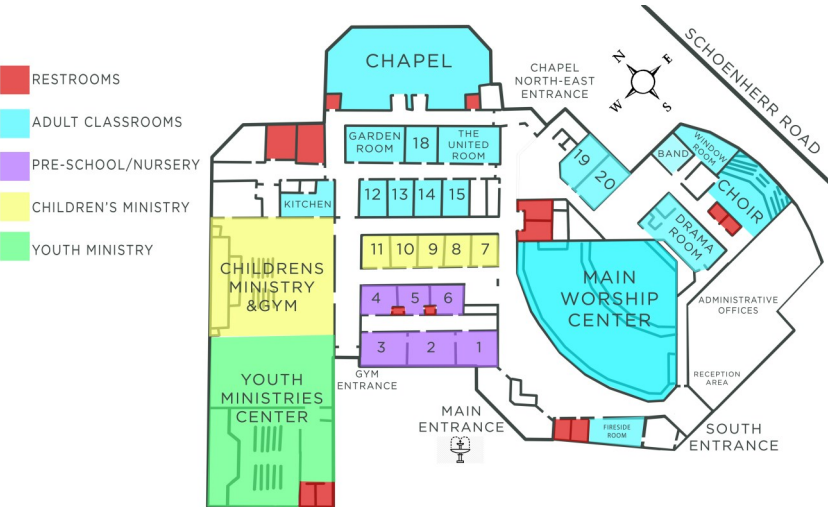 RESTROOMS
ADULT CLASSROOMS
PRE-SCHOOL/NURSERY
CHILDREN'S MINISTRY
YOUTH MINISTRY
CHAPEL
CHAPEL
NORTH-EAST
ENTRANCE
N
E
W
S
SCHOENHERR ROAD
GARDEN
ROOM
18
THE
UNITED
ROOM
19
20
BAND
WINDOW
ROOM
CHOIR
DRAMA
ROOM
KITCHEN
12
13
14
15
11
10
9
8
7
4
5
6
3
2
1
CHILDRENS
MINISTRY
&GYM
MAIN
WORSHIP
CENTER
ADMINISTRATIVE
OFFICES
RECEPTION
AREA
YOUTH
MINISTRIES
CENTER
GYM
ENTRANCE
MAIN
ENTRANCE
FIRESIDE
ROOM
SOUTH
ENTRANCE